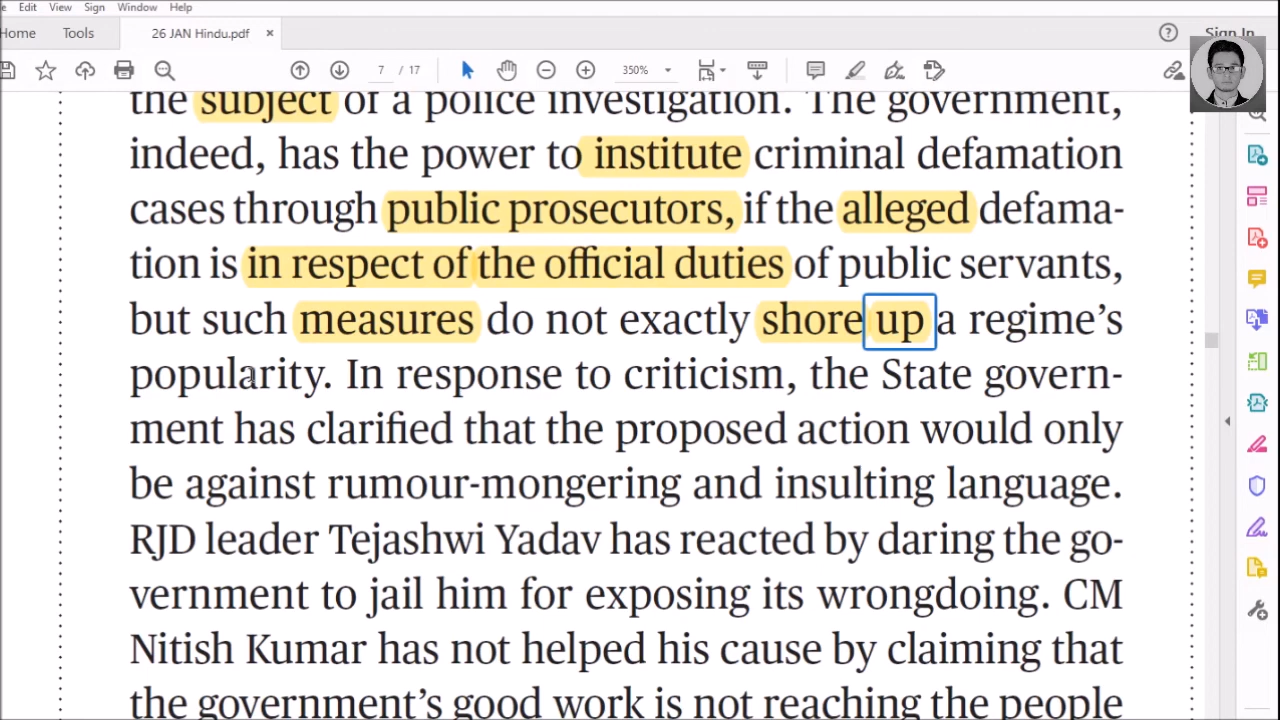 e Edit View Sign Window Help
Home Tools 26 JAN Hindu.pdf × ? Sign In
7 / 17 350%
the subject of a police investigation. The government,
indeed, has the power to institute criminal defamation
cases through public prosecutors, if the alleged defama-
tion is in respect of the official duties of public servants,
but such measures do not exactly shore up a regime’s
popularity. In response to criticism, the State govern-
ment has clarified that the proposed action would only
be against rumour-mongering and insulting language.
RJD leader Tejashwi Yadav has reacted by daring the go-
vernment to jail him for exposing its wrongdoing. CM
Nitish Kumar has not helped his cause by claiming that
the government’s good work is not reaching the people